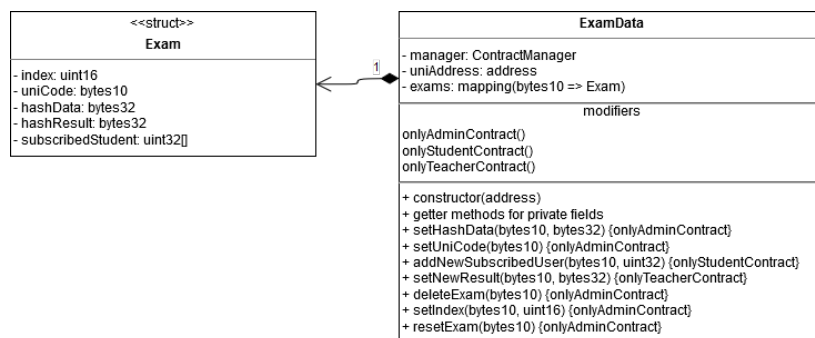 <<struct>>
Exam
- index: uint16
- uniCode: bytes10
- hashData: bytes32
- hashResult: bytes32
- subscribedStudent: uint32[]
1
ExamData
- manager: ContractManager
- uniAddress: address
- exams: mapping(bytes10 => Exam)
modifiers
onlyAdminContract()
onlyStudentContract()
onlyTeacherContract()
+ constructor(address)
+ getter methods for private fields
+ setHashData(bytes10, bytes32) {onlyAdminContract}
+ setUniCode(bytes10) {onlyAdminContract}
+ addNewSubscribedUser(bytes10, uint32) {onlyStudentContract}
+ setNewResult(bytes10, bytes32) {onlyTeacherContract}
+ deleteExam(bytes10) {onlyAdminContract}
+ setIndex(bytes10, uint16) {onlyAdminContract}
+ resetExam(bytes10) {onlyAdminContract}